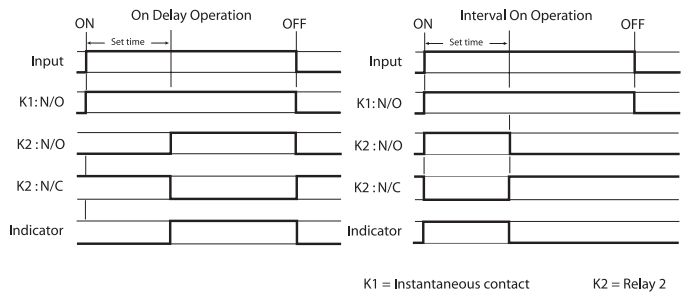 On Delay Operation
ON
OFF
Set time
Input
K1:N/O
K2 : N/O
K2 : N/C
Indicator
Interval On Operation
ON
OFF
Set time
Input
K1:N/O
K2 : N/O
K2 : N/C
Indicator
K1 = Instantaneous contact
K2 = Relay 2